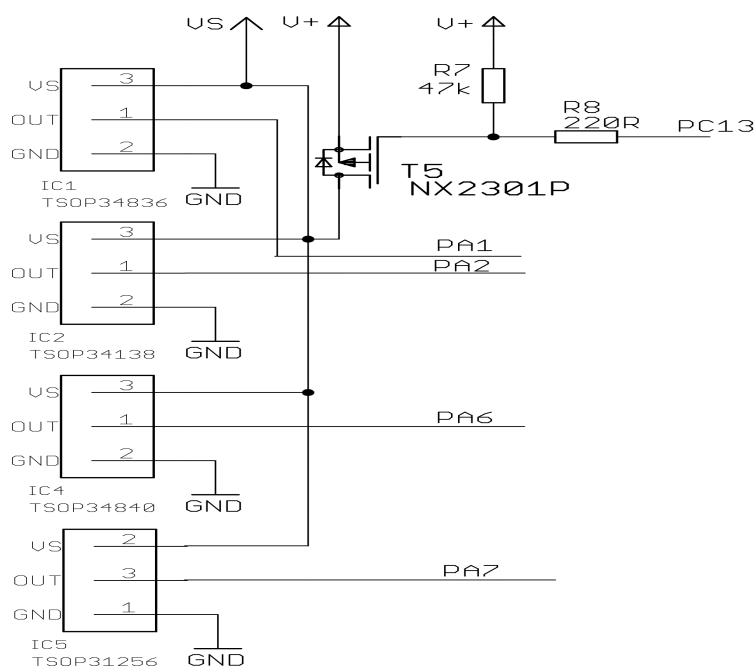 VS
V+
V+
R7
47k
R8
220R
PC13
VS 3
OUT 1
GND 2
IC1
TSOP34836
GND
T5
NX2301P
VS 3
OUT 1
GND 2
IC2
TSOP34138
GND
PA1
PA2
VS 3
OUT 1
GND 2
IC4
TSOP34840
GND
PA6
VS 2
OUT 3
GND 1
IC5
TSOP31256
GND
PA7